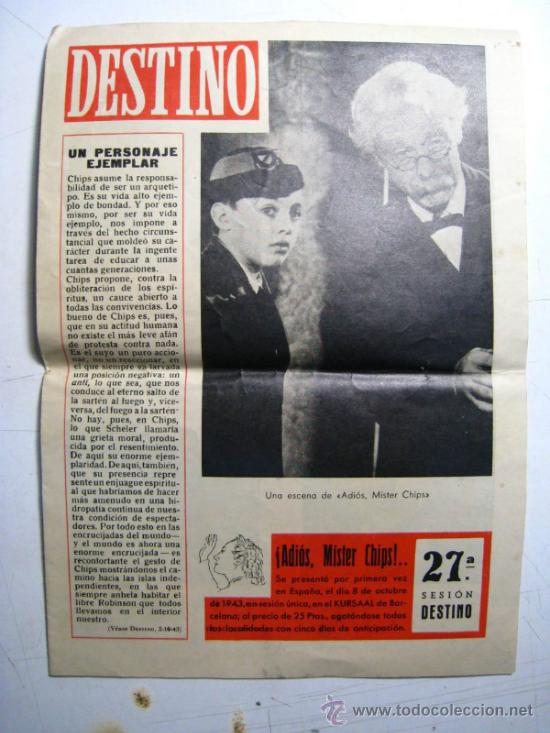 DESTINO
UN PERSONAJE
EJEMPLAR
Chips asume la responsa-
bilidad de ser un arqueti-
po. Es su vida alto ejem-
plo de bondad. Y por eso
mismo, por ser su vida
ejemplo, nos impone a
través del hecho circuns-
tancial que moldeó su ca-
rácter durante la ingente
tarea de educar a unas
cuantas generaciones.
Chips propone, contra la
obliteración de los espí-
ritus, un cauce abierto a
todas las convivencias. Lo
bueno de Chips es, pues,
que en su actitud humana
no existe el más leve afán
de protesta contra nada.
Es el suyo un puro accio-
nar, no un reaccionar, en
el que siempre va larvada
una posición negativa: un
anti, lo que sea, que nos
conduce al eterno salto de
la sartén al fuego y, vice-
versa, del fuego a la sartén.
No hay, pues, en Chips,
lo que Scheler llamaría
una grieta moral, produ-
cida por el resentimiento.
De aquí su enorme ejem-
plaridad. De aquí, también,
que su presencia repre-
sente un enjuague espiritu-
al que habríamos de hacer
más amenudo en una hi-
dropatía continua de nues-
tra condición de especta-
dores. Por todo esto en las
encrucijadas del mundo—
y el mundo es ahora una
enorme encrucijada— es
reconfortante el gesto de
Chips mostrándonos el ca-
mino hacia las islas inde-
pendientes, en las que
siempre anhela habitar el
libre Robinson que todos
llevamos en el interior
nuestro.
(Véase Destino, 2-10-43)
Una escena de «Adiós, Mister Chips»
¡Adiós, Míster Chips!..
Se presentó por primera vez
en España, el día 8 de octubre
de 1943, en sesión única, en el KURSAAL de Bar-
celona; al precio de 25 Ptas., agotándose todas
las localidades con cinco días de anticipación.
27ª.
SESIÓN
DESTINO
todocoleccion
www.todocoleccion.net